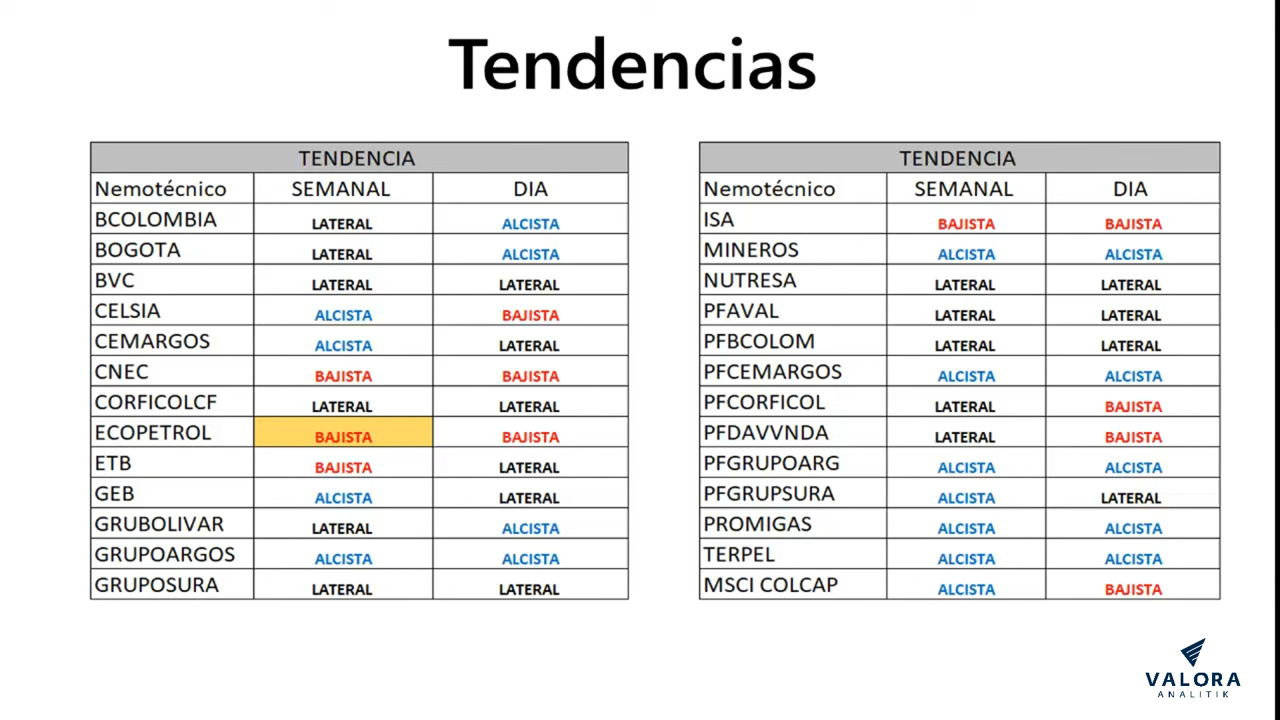 Tendencias
TENDENCIA
Nemotécnico SEMANAL DIA
BCOLOMBIA LATERAL ALCISTA
BOGOTA LATERAL ALCISTA
BVC LATERAL LATERAL
CELSIA ALCISTA BAJISTA
CEMARGOS ALCISTA LATERAL
CNEC BAJISTA BAJISTA
CORFICOLCF LATERAL LATERAL
ECOPETROL BAJISTA BAJISTA
ETB BAJISTA LATERAL
GEB ALCISTA LATERAL
GRUBOLIVAR LATERAL ALCISTA
GRUPOARGOS ALCISTA ALCISTA
GRUPOSURA LATERAL LATERAL
TENDENCIA
Nemotécnico SEMANAL DIA
ISA BAJISTA BAJISTA
MINEROS ALCISTA ALCISTA
NUTRESA LATERAL LATERAL
PFAVAL LATERAL LATERAL
PFBCOLOM LATERAL LATERAL
PFCEMARGOS ALCISTA ALCISTA
PFCORFICOL LATERAL BAJISTA
PFDAVVNDA LATERAL BAJISTA
PFGRUPOARG ALCISTA ALCISTA
PFGRUPSURA ALCISTA LATERAL
PROMIGAS ALCISTA ALCISTA
TERPEL ALCISTA ALCISTA
MSCI COLCAP ALCISTA BAJISTA
VALORA
ANALITIK